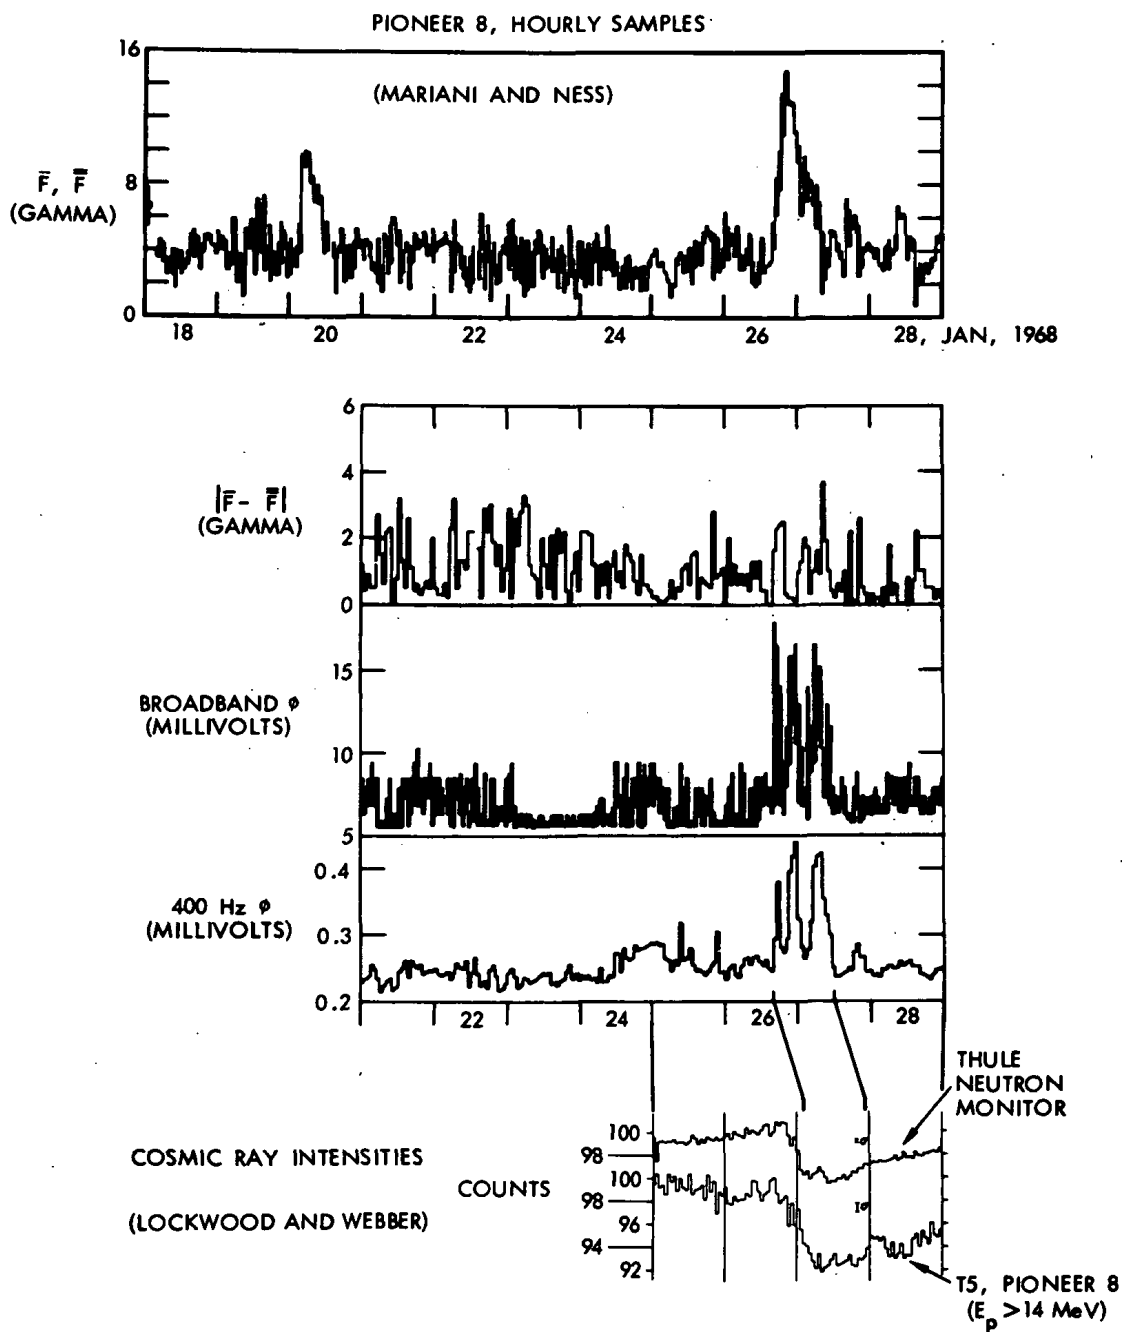 PIONEER 8, HOURLY SAMPLES
(MARIANI AND NESS)
16
8
0
F̄, F̿
(GAMMA)
18 20 22 24 26 28, JAN, 1968
6
4
2
0
|F̄ - F̿|
(GAMMA)
15
10
5
BROADBAND φ
(MILLIVOLTS)
0.4
0.3
0.2
400 Hz φ
(MILLIVOLTS)
22 24 26 28
THULE
NEUTRON
MONITOR
COSMIC RAY INTENSITIES
(LOCKWOOD AND WEBBER)
COUNTS
100
98
100
98
96
94
92
T5, PIONEER 8
(E_p >14 MeV)